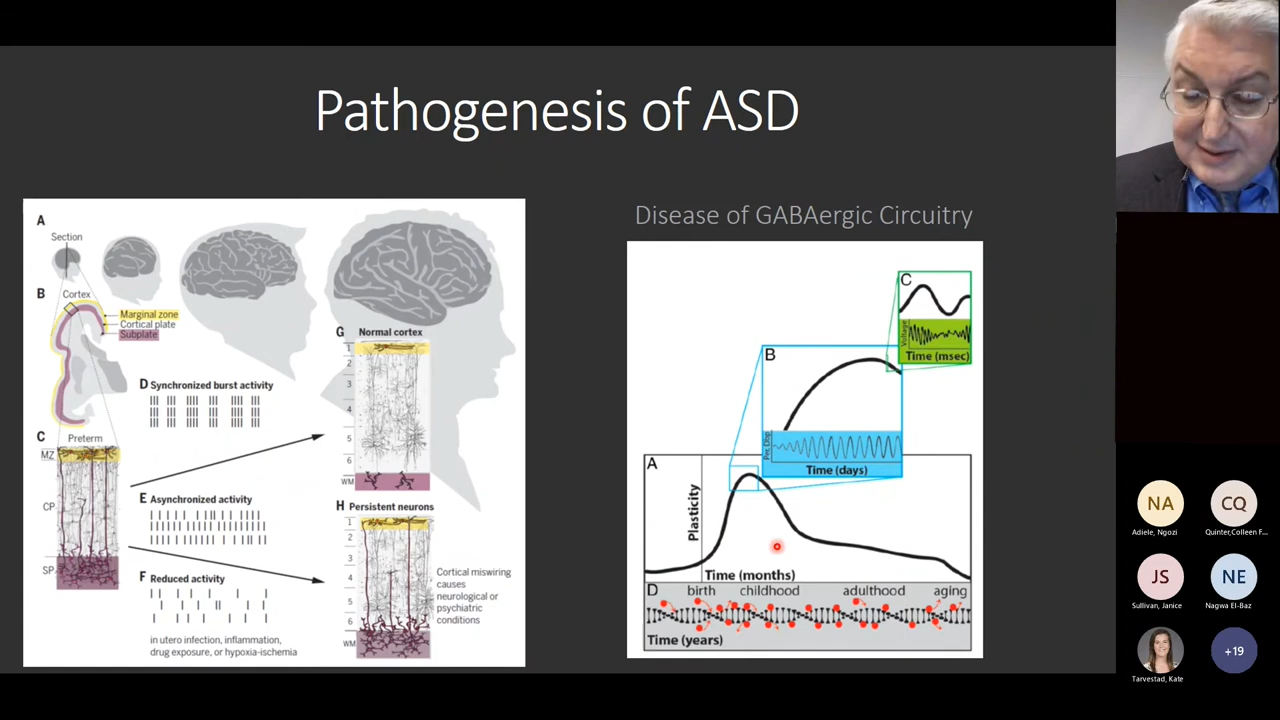 Pathogenesis of ASD
A
Section
B
Cortex
Marginal zone
Cortical plate
Subplate
C
Preterm
MZ
CP
SP
D Synchronized burst activity
E Asynchronized activity
F Reduced activity
in utero infection, inflammation,
drug exposure, or hypoxia-ischemia
G Normal cortex
1
2
3
4
5
6
WM
H Persistent neurons
1
2
3
4
5
6
WM
Cortical miswiring
causes
neurological or
psychiatric
conditions
Disease of GABAergic Circuitry
C
Voltage
Time (msec)
B
Time (days)
A
Plasticity
Time (months)
D birth childhood adulthood aging
Time (years)
NA
Adiele, Ngozi
CQ
Quinter,Colleen F...
JS
Sullivan, Janice
NE
Nagwa El-Baz
Tarvestad, Kate
+19